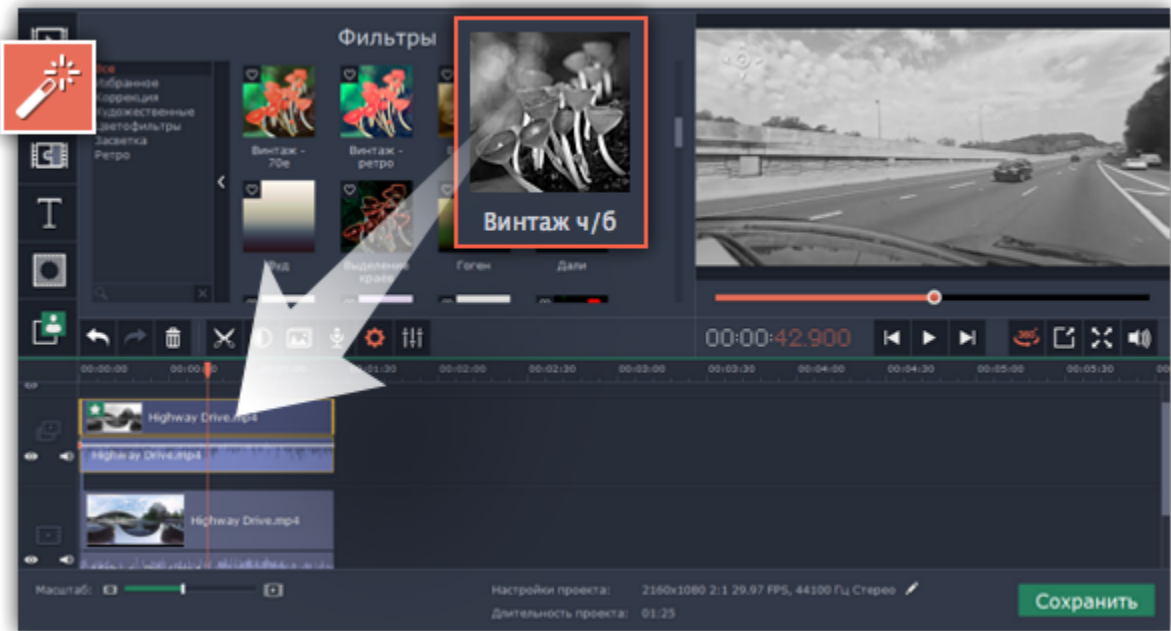 Фильтры
Все
Избранное
Коррекция
Художественные
Цветофильтры
Засветка
Ретро
Винтаж -
70е
Винтаж -
ретро
Винтаж ч/б
Выделение
краев
Гоген
Дали
00:00:42.900
360°
00:00:00
00:01:30
00:02:00
00:02:30
00:03:00
00:03:30
00:04:00
00:04:30
00:05:00
00:05:30
Highway Drive.mp4
Highway Drive.mp4
Highway Drive.mp4
T
Масштаб:
Настройки проекта: 2160x1080 2:1 29.97 FPS, 44100 Гц Стерео
Длительность проекта: 01:25
Сохранить